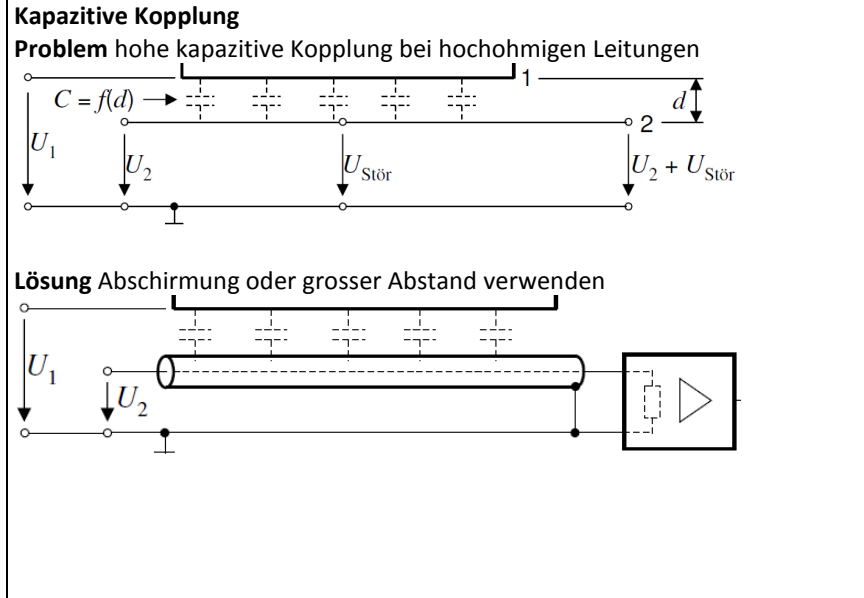 Kapazitive Kopplung
Problem hohe kapazitive Kopplung bei hochohmigen Leitungen
1
C = f(d)
d
2
U1
U2
UStör
U2 + UStör
Lösung Abschirmung oder grosser Abstand verwenden
U1
U2